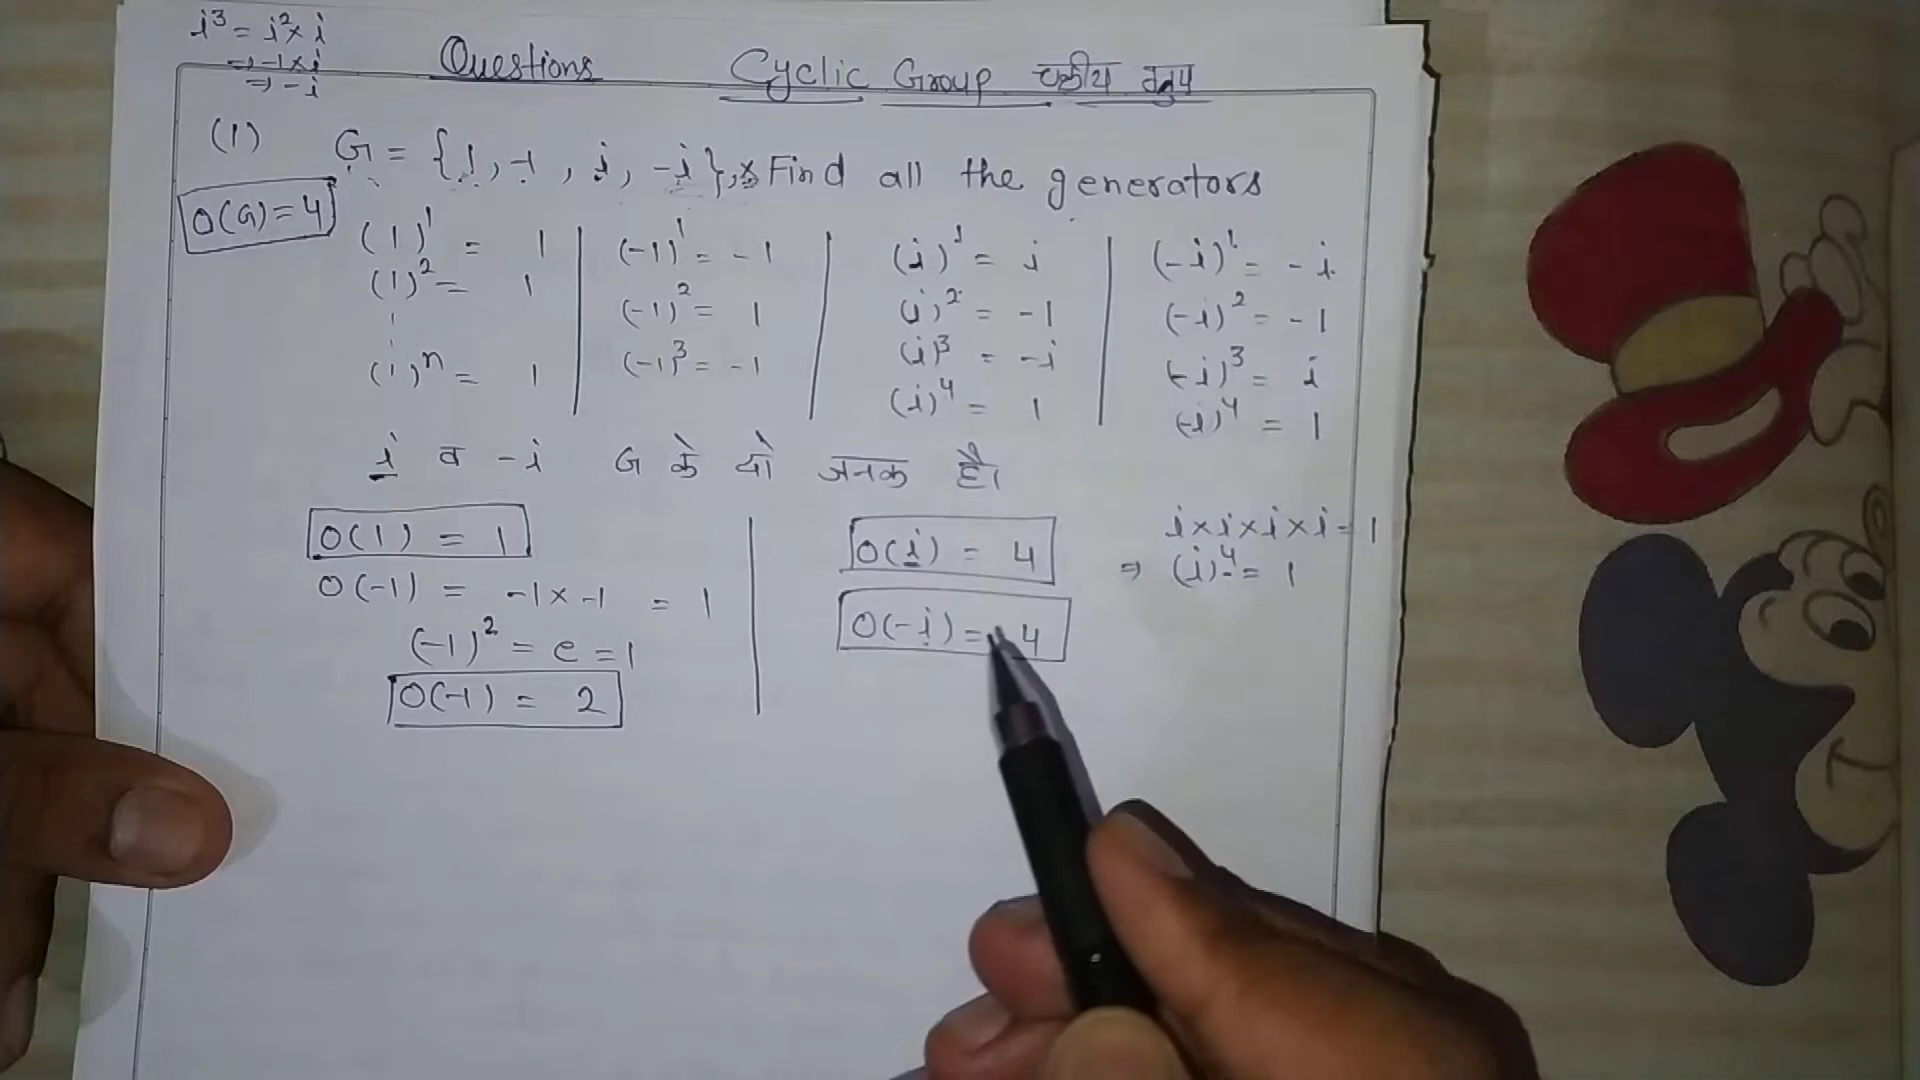 i³ = i² × i
⇒ -1 × i
⇒ -i
Questions Cyclic Group चक्रीय समूह
(1) G = {1, -1, i, -i}, × Find all the generators
O(G) = 4
(1)¹ = 1
(1)² = 1
(1)ⁿ = 1
(-1)¹ = -1
(-1)² = 1
(-1)³ = -1
(i)¹ = i
(i)² = -1
(i)³ = -i
(i)⁴ = 1
(-i)¹ = -i
(-i)² = -1
(-i)³ = i
(-i)⁴ = 1
i व -i G के दो जनक है।
O(1) = 1
O(-1) = -1 × -1 = 1
(-1)² = e = 1
O(-1) = 2
O(i) = 4
O(-i) = 4
i × i × i × i = 1
⇒ (i)⁴ = 1